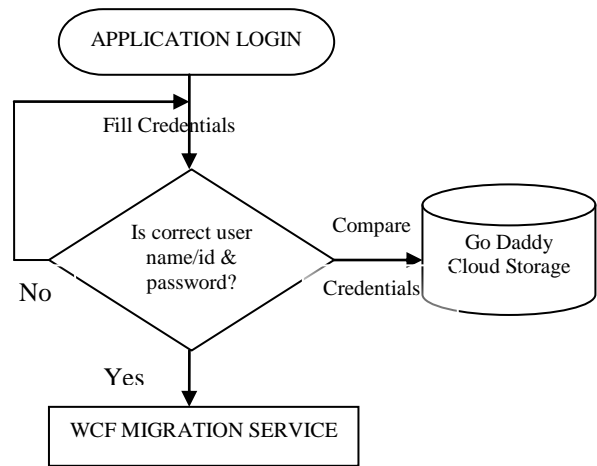 APPLICATION LOGIN
Fill Credentials
Is correct user
name/id &
password?
Compare
Credentials
Go Daddy
Cloud Storage
No
Yes
WCF MIGRATION SERVICE